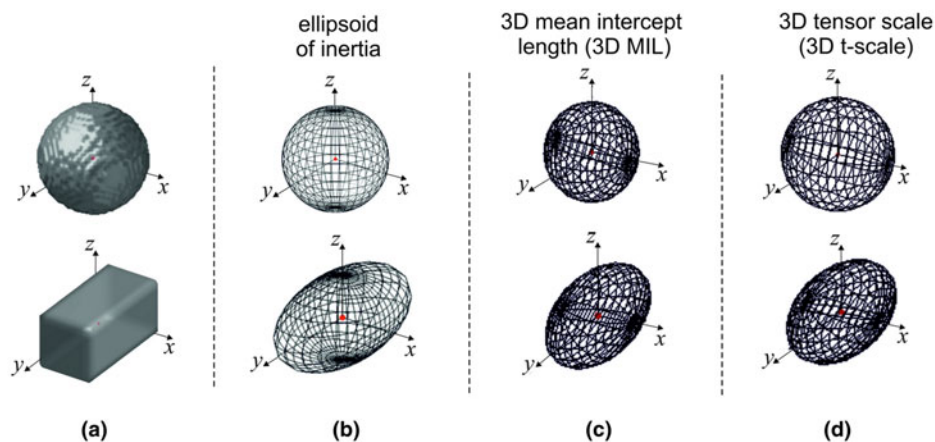 ellipsoid
of inertia
3D mean intercept
length (3D MIL)
3D tensor scale
(3D t-scale)
z
z
z
z
y
x
y
x
y
x
y
x
z
z
z
z
y
x
y
x
y
x
y
x
(a)
(b)
(c)
(d)